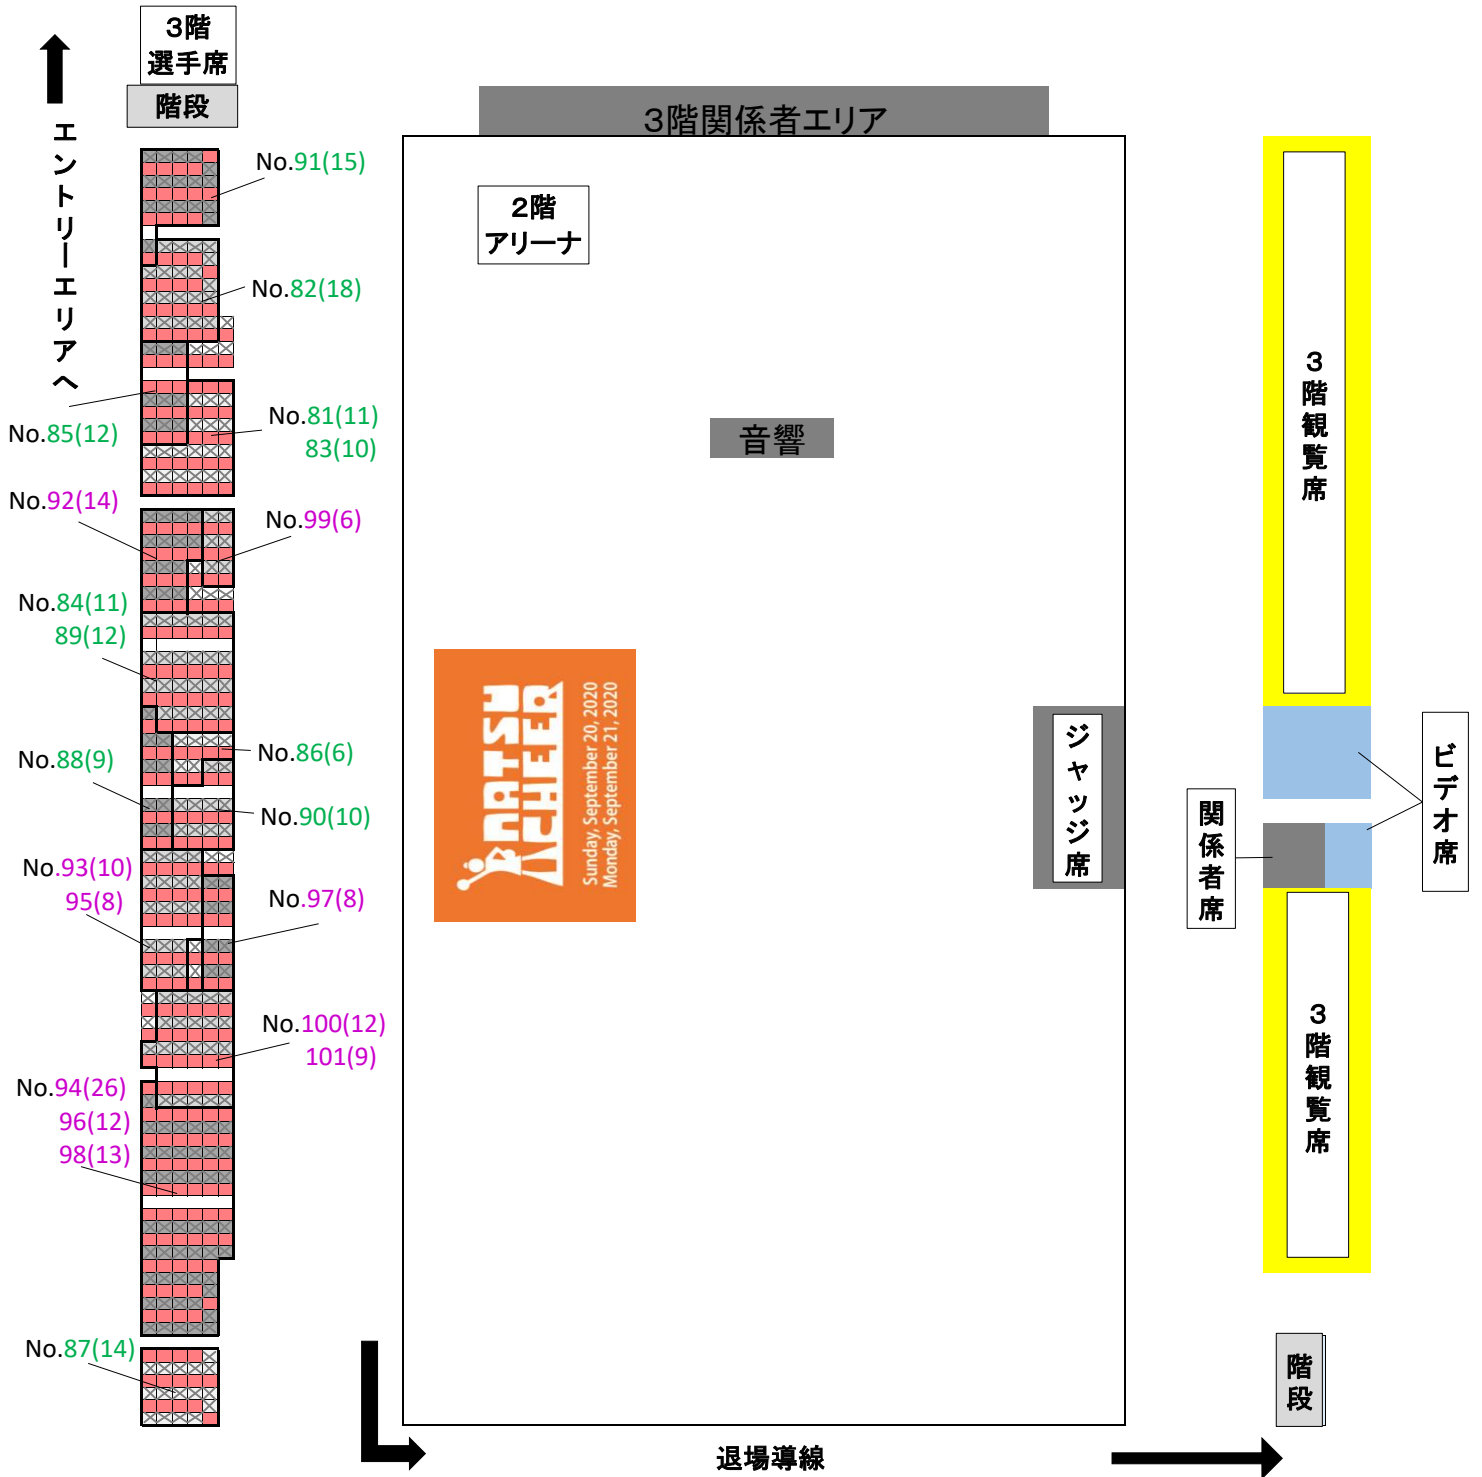 3階
選手席
階段
エントリーエリアへ
No.91(15)
No.82(18)
No.85(12)
No.81(11)
83(10)
No.92(14)
No.99(6)
No.84(11)
89(12)
No.86(6)
No.88(9)
No.90(10)
No.93(10)
95(8)
No.97(8)
No.100(12)
101(9)
No.94(26)
96(12)
98(13)
No.87(14)
3階関係者エリア
2階
アリーナ
音響
MATSU
CHEER
Sunday, September 20, 2020
Monday, September 21, 2020
ジャッジ席
退場導線
3階観覧席
ビデオ席
関係者席
3階観覧席
階段